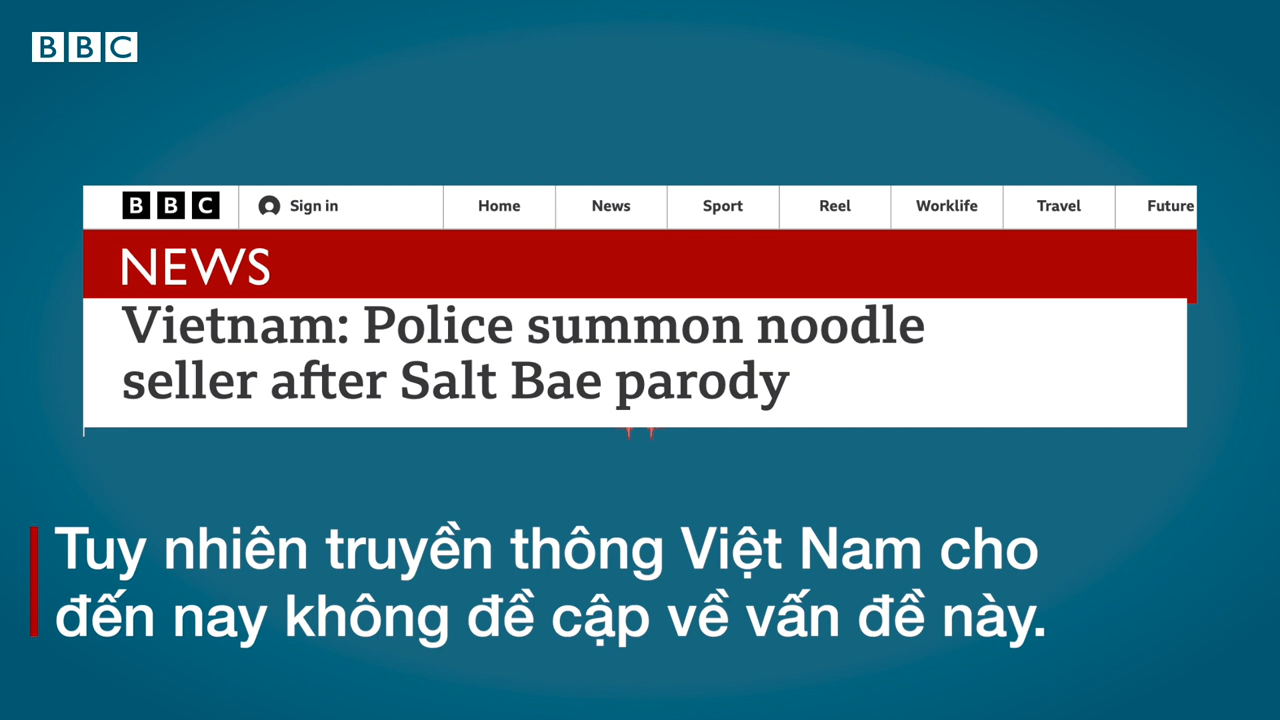 BBC
BBC Sign in Home News Sport Reel Worklife Travel Future
NEWS
Vietnam: Police summon noodle
seller after Salt Bae parody
Tuy nhiên truyền thông Việt Nam cho
đến nay không đề cập về vấn đề này.